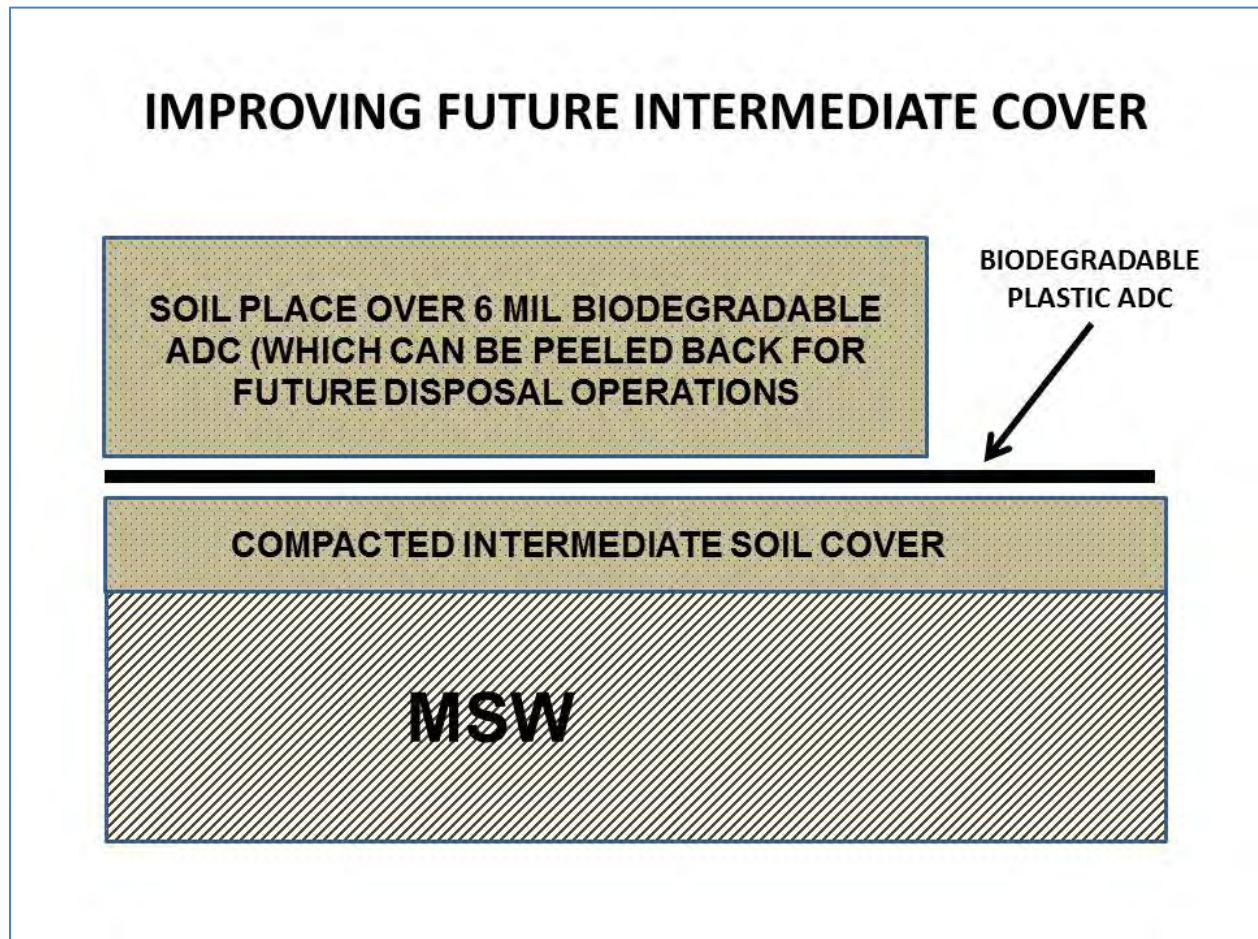 IMPROVING FUTURE INTERMEDIATE COVER
BIODEGRADABLE
PLASTIC ADC
SOIL PLACE OVER 6 MIL BIODEGRADABLE
ADC (WHICH CAN BE PEELED BACK FOR
FUTURE DISPOSAL OPERATIONS
COMPACTED INTERMEDIATE SOIL COVER
MSW